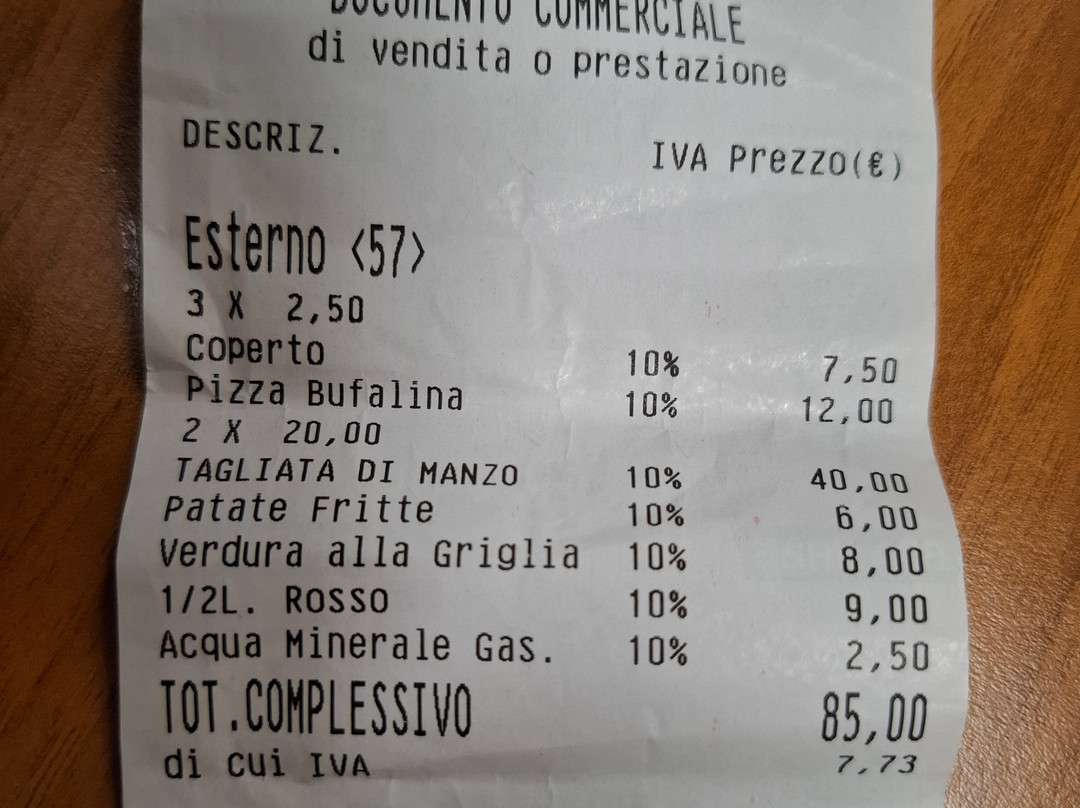 DOCUMENTO COMMERCIALE
di vendita o prestazione
DESCRIZ. IVA Prezzo(€)
Esterno <57>
3 X 2,50
Coperto 10% 7,50
Pizza Bufalina 10% 12,00
2 X 20,00
TAGLIATA DI MANZO 10% 40,00
Patate Fritte 10% 6,00
Verdura alla Griglia 10% 8,00
1/2L. ROSSO 10% 9,00
Acqua Minerale Gas. 10% 2,50
TOT.COMPLESSIVO 85,00
di cui IVA 7,73